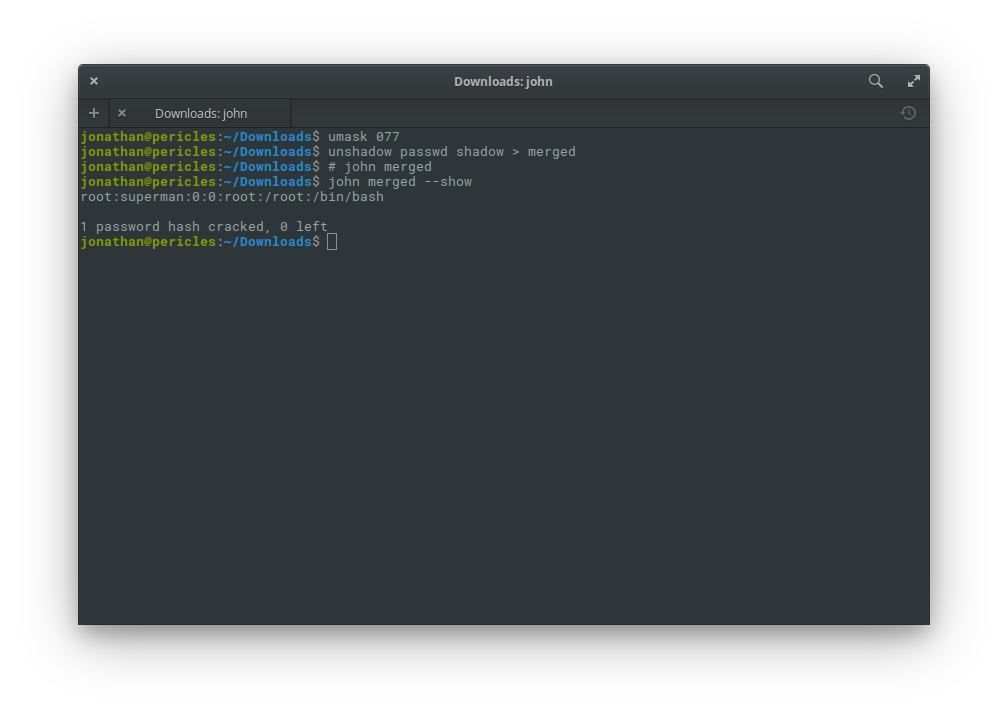 Downloads: john
Downloads: john
jonathan@pericles:~/Downloads$ umask 077
jonathan@pericles:~/Downloads$ unshadow passwd shadow > merged
jonathan@pericles:~/Downloads$ # john merged
jonathan@pericles:~/Downloads$ john merged --show
root:superman:0:0:root:/root:/bin/bash
1 password hash cracked, 0 left
jonathan@pericles:~/Downloads$